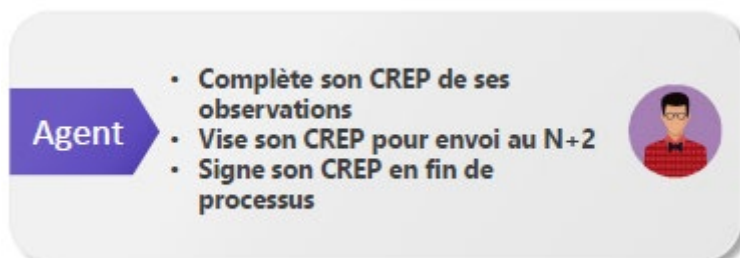 Agent
• Complète son CREP de ses
observations
• Vise son CREP pour envoi au N+2
• Signe son CREP en fin de
processus